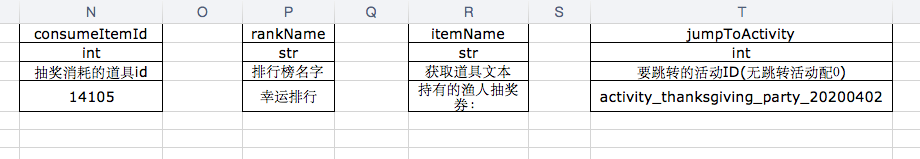 N O P Q R S T
consumeItemId rankName itemName jumpToActivity
int str str int
抽奖消耗的道具id 排行榜名字 获取道具文本 要跳转的活动ID(无跳转活动配0)
14105 幸运排行 持有的渔人抽奖 activity_thanksgiving_party_20200402
券: